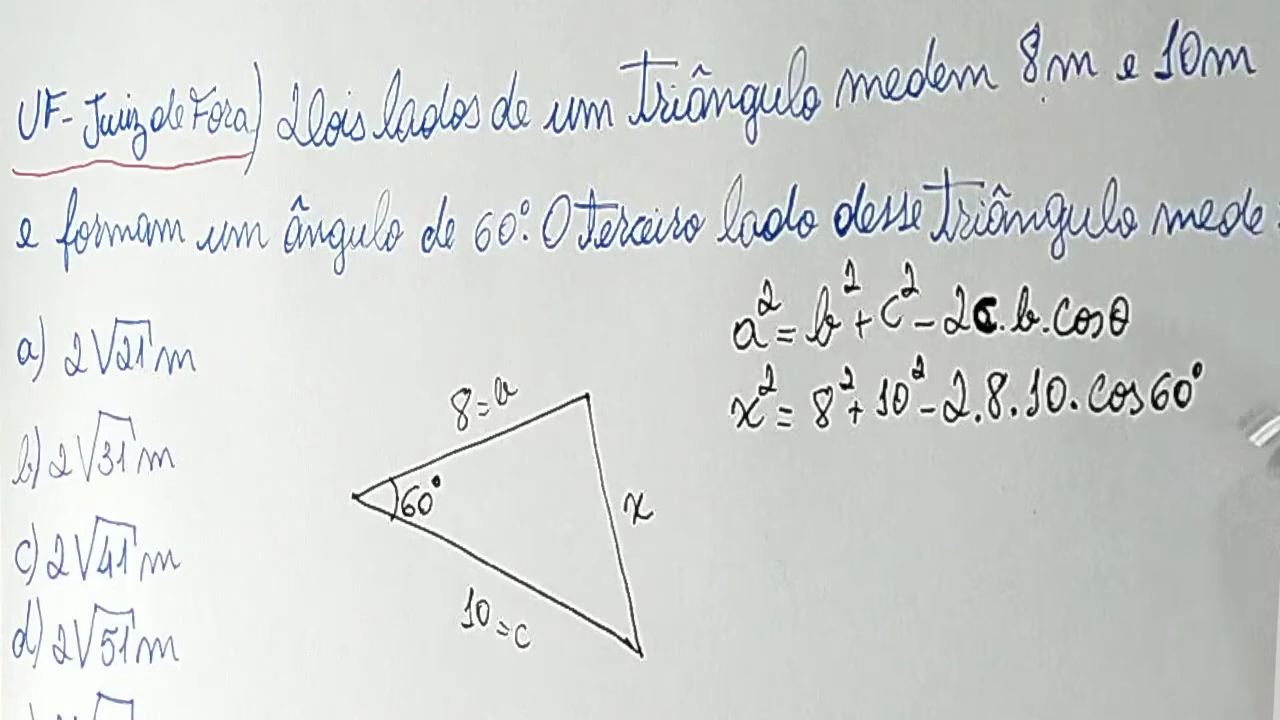 UF-Juiz de Fora) Dois lados de um triângulo medem 8m e 10m
e formam um ângulo de 60°. O terceiro lado desse triângulo mede:
a) 2√21 m
b) 2√31 m
c) 2√41 m
d) 2√51 m
8=b
60°
x
10=c
a² = b² + c² - 2c.b.cosθ
x² = 8² + 10² - 2.8.10.cos60°